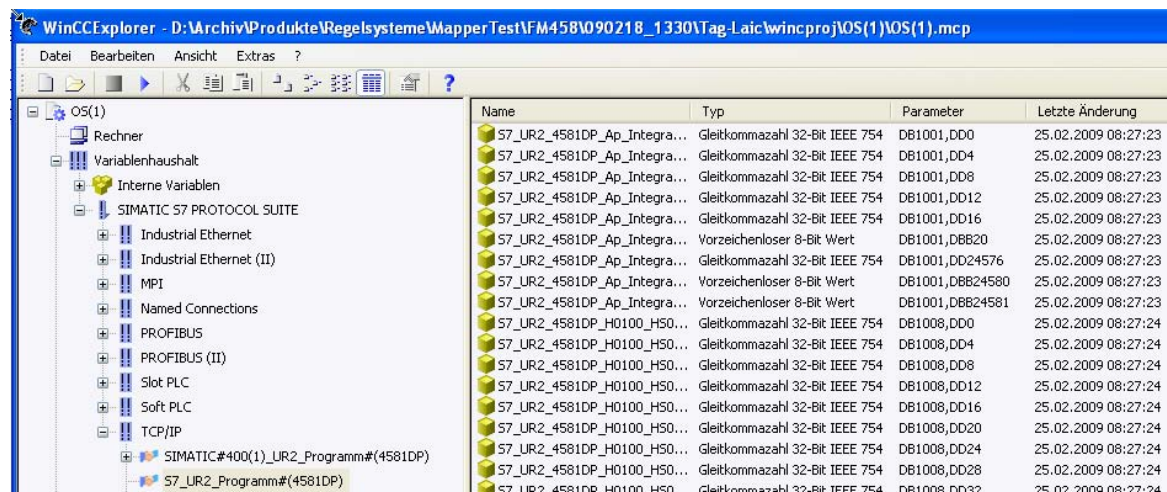 WinCCExplorer - D:\Archiv\Produkte\Regelsysteme\MapperTest\FM458\090218_1330\Tag-Laic\wincproj\OS(1)\OS(1).mcp
Datei Bearbeiten Ansicht Extras ?
OS(1)
Rechner
Variablenhaushalt
Interne Variablen
SIMATIC S7 PROTOCOL SUITE
Industrial Ethernet
Industrial Ethernet (II)
MPI
Named Connections
PROFIBUS
PROFIBUS (II)
Slot PLC
Soft PLC
TCP/IP
SIMATIC#400(1)_UR2_Programm#(4581DP)
S7_UR2_Programm#(4581DP)
Name Typ Parameter Letzte Änderung
S7_UR2_4581DP_Ap_Integra... Gleitkommazahl 32-Bit IEEE 754 DB1001,DD0 25.02.2009 08:27:23
S7_UR2_4581DP_Ap_Integra... Gleitkommazahl 32-Bit IEEE 754 DB1001,DD4 25.02.2009 08:27:23
S7_UR2_4581DP_Ap_Integra... Gleitkommazahl 32-Bit IEEE 754 DB1001,DD8 25.02.2009 08:27:23
S7_UR2_4581DP_Ap_Integra... Gleitkommazahl 32-Bit IEEE 754 DB1001,DD12 25.02.2009 08:27:23
S7_UR2_4581DP_Ap_Integra... Gleitkommazahl 32-Bit IEEE 754 DB1001,DD16 25.02.2009 08:27:23
S7_UR2_4581DP_Ap_Integra... Vorzeichenloser 8-Bit Wert DB1001,DBB20 25.02.2009 08:27:23
S7_UR2_4581DP_Ap_Integra... Gleitkommazahl 32-Bit IEEE 754 DB1001,DD24576 25.02.2009 08:27:23
S7_UR2_4581DP_Ap_Integra... Vorzeichenloser 8-Bit Wert DB1001,DBB24580 25.02.2009 08:27:23
S7_UR2_4581DP_Ap_Integra... Vorzeichenloser 8-Bit Wert DB1001,DBB24581 25.02.2009 08:27:23
S7_UR2_4581DP_H0100_HS0... Gleitkommazahl 32-Bit IEEE 754 DB1008,DD0 25.02.2009 08:27:24
S7_UR2_4581DP_H0100_HS0... Gleitkommazahl 32-Bit IEEE 754 DB1008,DD4 25.02.2009 08:27:24
S7_UR2_4581DP_H0100_HS0... Gleitkommazahl 32-Bit IEEE 754 DB1008,DD8 25.02.2009 08:27:24
S7_UR2_4581DP_H0100_HS0... Gleitkommazahl 32-Bit IEEE 754 DB1008,DD12 25.02.2009 08:27:24
S7_UR2_4581DP_H0100_HS0... Gleitkommazahl 32-Bit IEEE 754 DB1008,DD16 25.02.2009 08:27:24
S7_UR2_4581DP_H0100_HS0... Gleitkommazahl 32-Bit IEEE 754 DB1008,DD20 25.02.2009 08:27:24
S7_UR2_4581DP_H0100_HS0... Gleitkommazahl 32-Bit IEEE 754 DB1008,DD24 25.02.2009 08:27:24
S7_UR2_4581DP_H0100_HS0... Gleitkommazahl 32-Bit IEEE 754 DB1008,DD28 25.02.2009 08:27:24
S7_UR2_4581DP_H0100_HS0... Gleitkommazahl 32-Bit IEEE 754 DB1008,DD32 25.02.2009 08:27:24